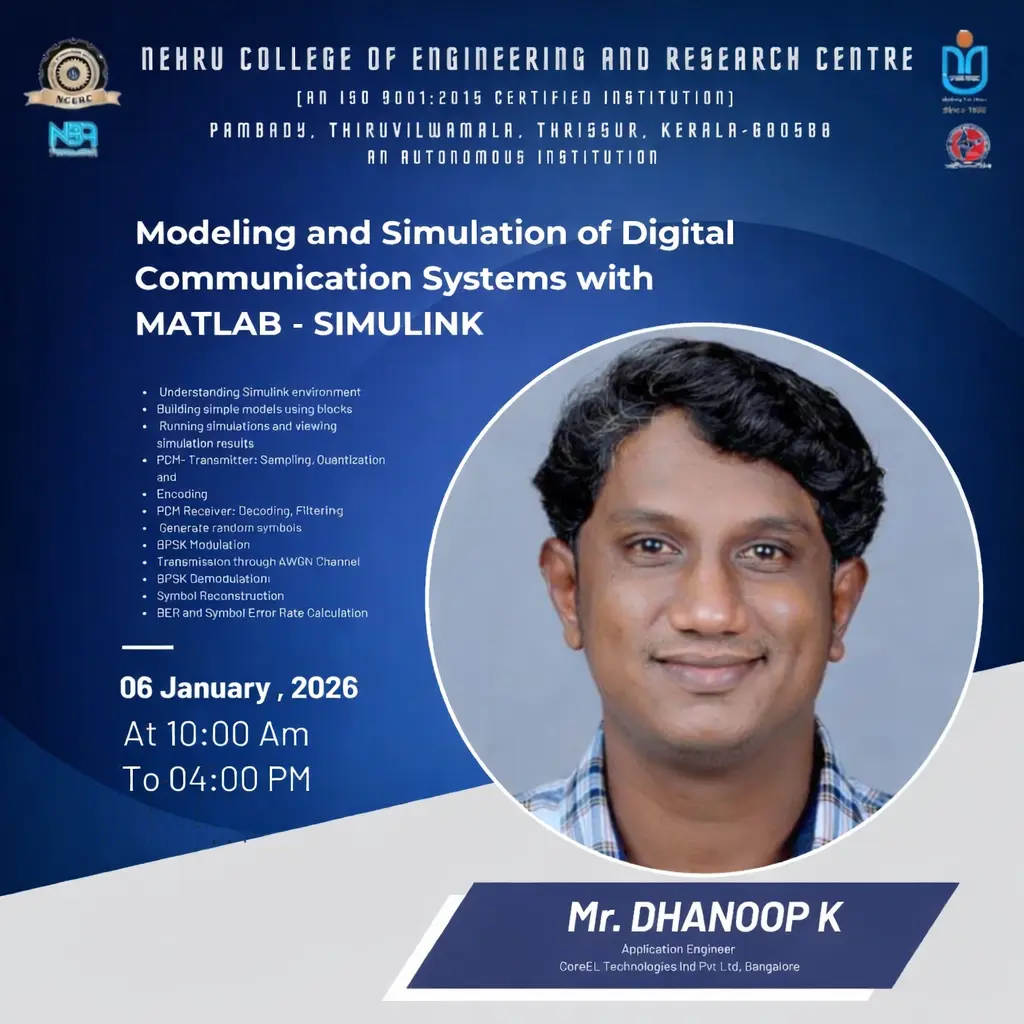 NEHRU COLLEGE OF ENGINEERING AND RESEARCH CENTRE
(AN ISO 9001:2015 CERTIFIED INSTITUTION)
PAMBADY, THIRUVILWAMALA, THRISSUR, KERALA-680588
AN AUTONOMOUS INSTITUTION
NCERC
NBA
Since 1968
Modeling and Simulation of Digital
Communication Systems with
MATLAB - SIMULINK
• Understanding Simulink environment
• Building simple models using blocks
• Running simulations and viewing
simulation results
• PCM- Transmitter: Sampling, Quantization
and
• Encoding
• PCM Receiver: Decoding, Filtering
• Generate random symbols
• BPSK Modulation
• Transmission through AWGN Channel
• BPSK Demodulation
• Symbol Reconstruction
• BER and Symbol Error Rate Calculation
06 January , 2026
At 10:00 Am
To 04:00 PM
Mr. DHANOOP K
Application Engineer
CoreEL Technologies Ind Pvt Ltd, Bangalore